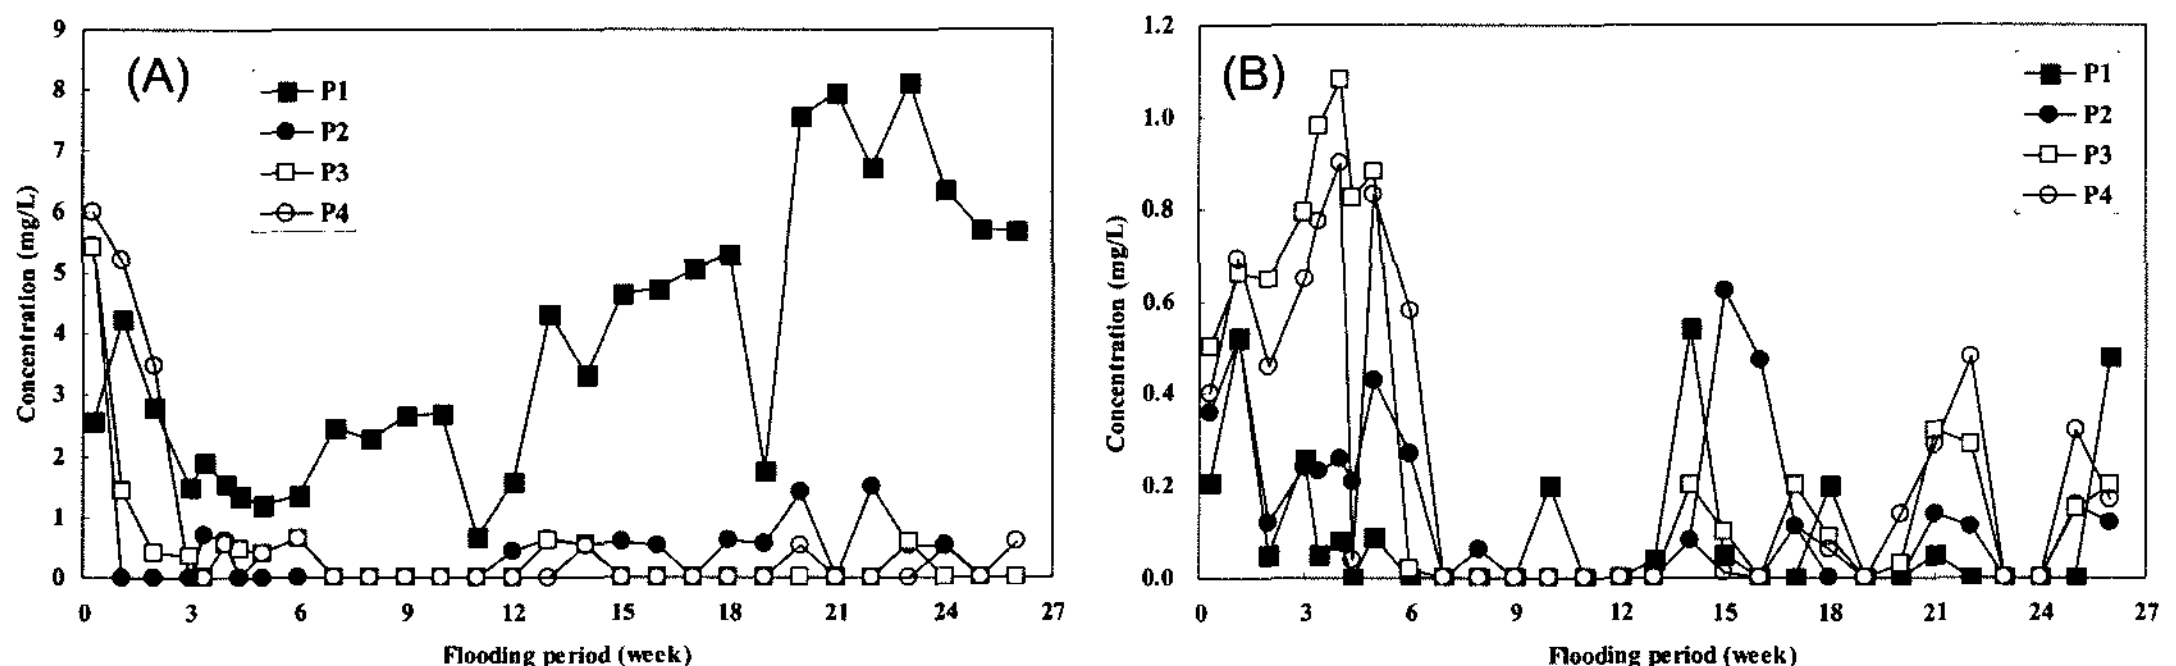 (A)
P1
P2
P3
P4
Concentration (mg/L)
9
8
7
6
5
4
3
2
1
0
0 3 6 9 12 15 18 21 24 27
Flooding period (week)
(B)
P1
P2
P3
P4
Concentration (mg/L)
1.2
1.0
0.8
0.6
0.4
0.2
0.0
0 3 6 9 12 15 18 21 24 27
Flooding period (week)